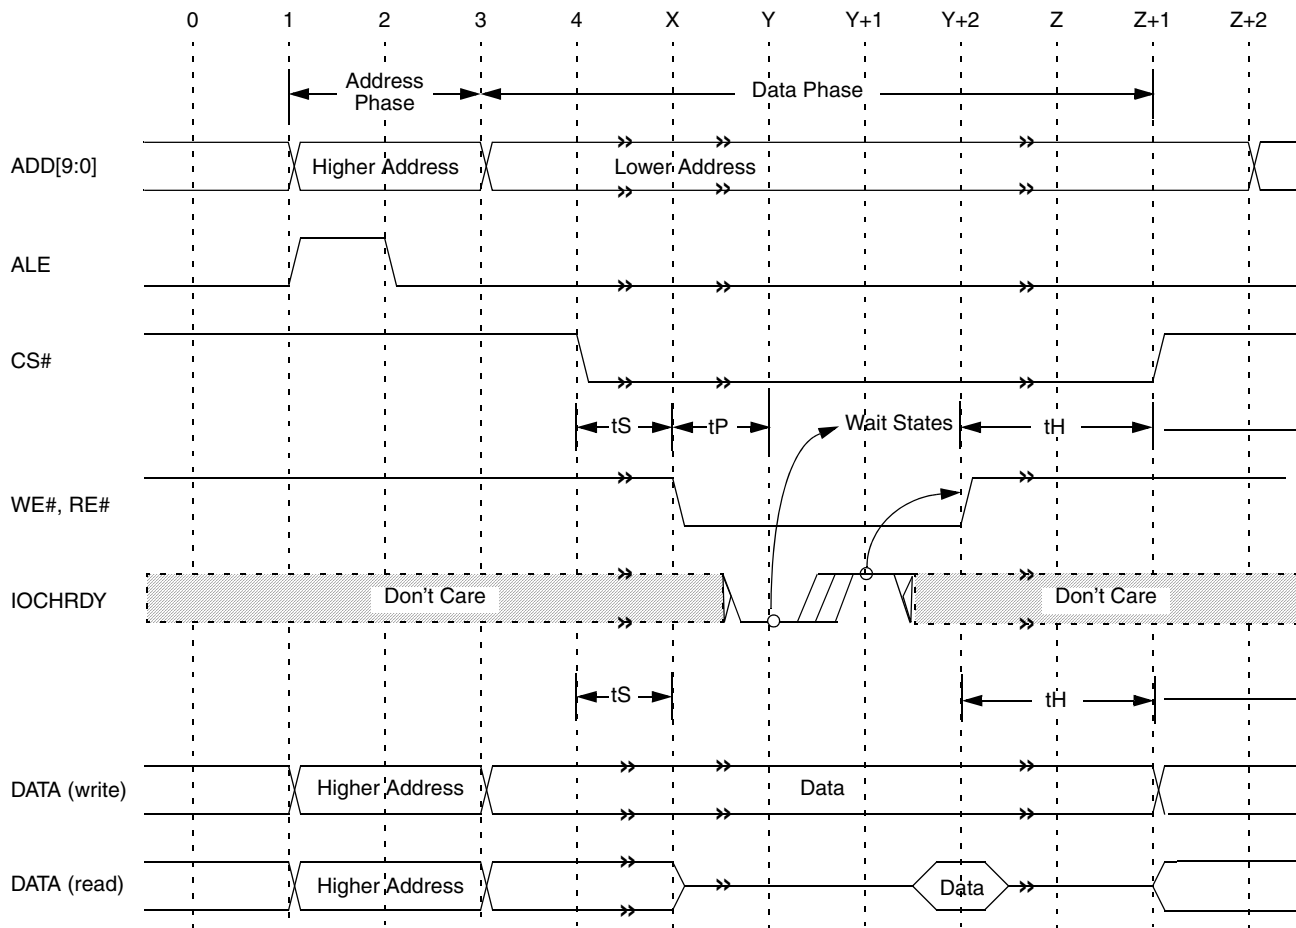 0 1 2 3 4 X Y Y+1 Y+2 Z Z+1 Z+2
Address
Phase
Data Phase
ADD[9:0]
Higher Address
Lower Address
ALE
CS#
tS
tP
Wait States
tH
WE#, RE#
IOCHRDY
Don't Care
Don't Care
tS
tH
DATA (write)
Higher Address
Data
DATA (read)
Higher Address
Data